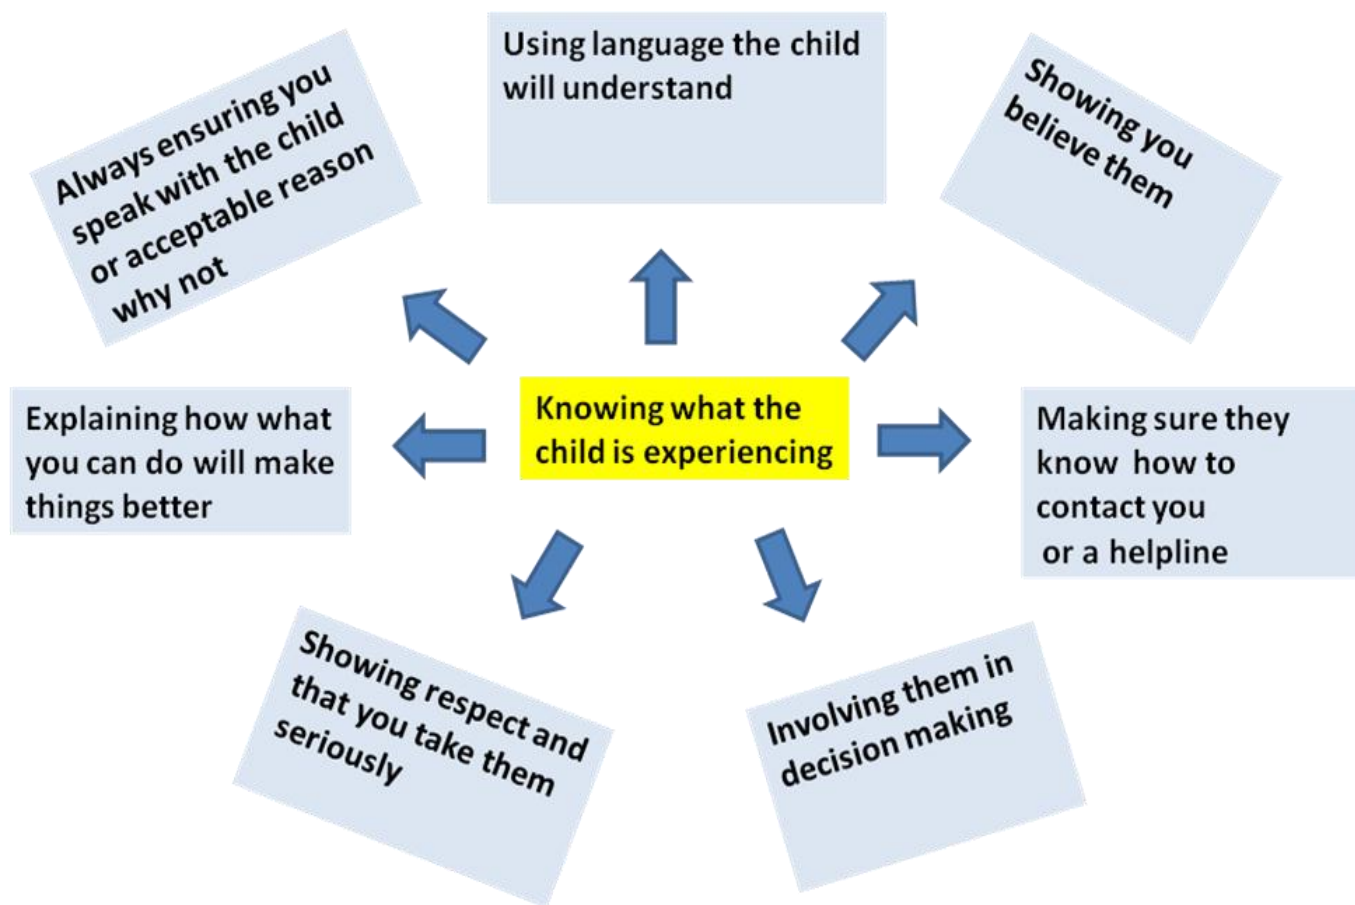 Using language the child
will understand
Always ensuring you
speak with the child
or acceptable reason
why not
Showing you
believe them
Explaining how what
you can do will make
things better
Knowing what the
child is experiencing
Making sure they
know how to
contact you
or a helpline
Showing respect and
that you take them
seriously
Involving them in
decision making